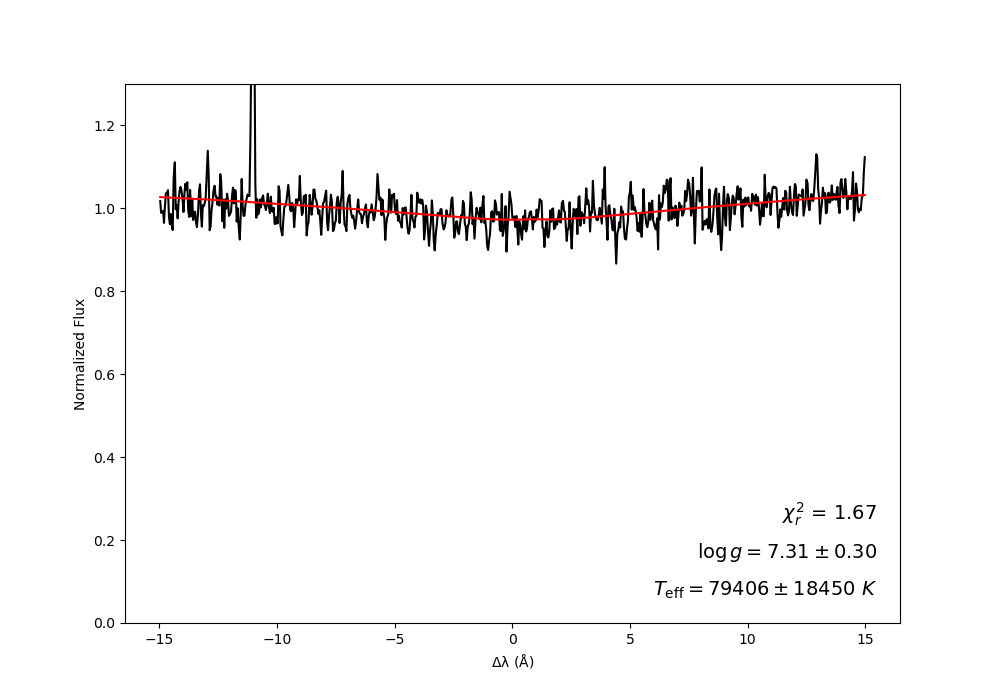 Normalized Flux
1.2
1.0
0.8
0.6
0.4
0.2
0.0
χ²ᵣ = 1.67
log g = 7.31 ± 0.30
T_eff = 79406 ± 18450 K
−15 −10 −5 0 5 10 15
Δλ (Å)